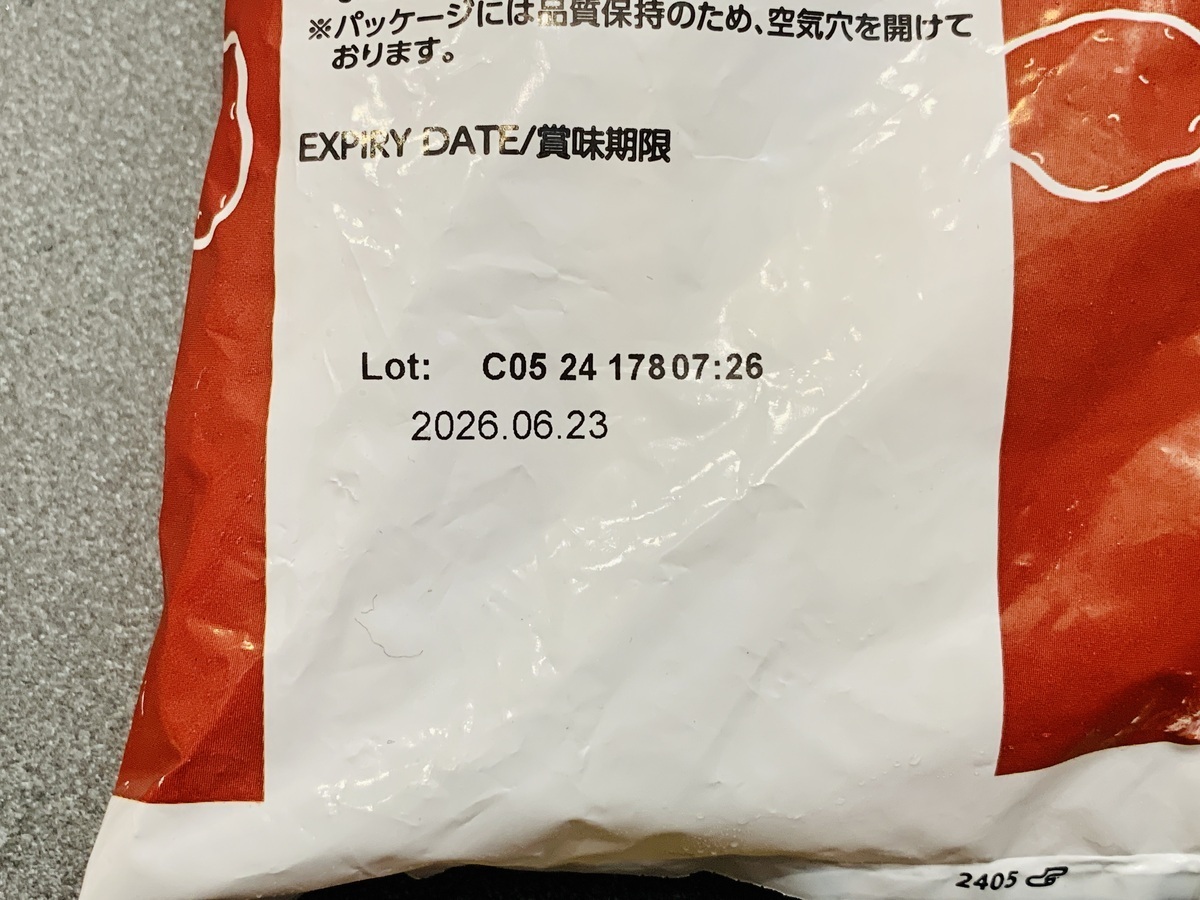 ※パッケージには品質保持のため、空気穴を開けて
おります。
EXPIRY DATE/賞味期限
Lot: C05 24 178 07:26
2026.06.23
2405